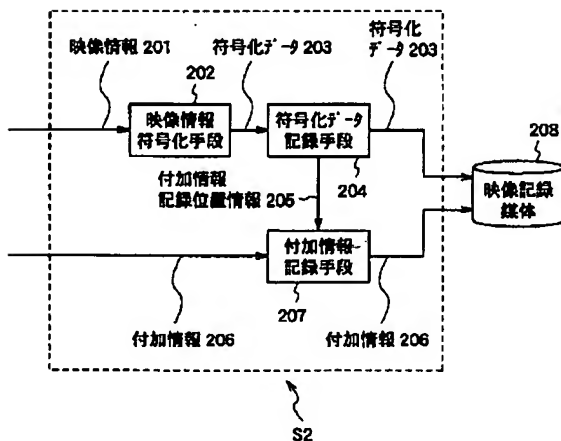 映像情報 201
符号化データ 203
符号化
データ 203
202
映像情報
符号化手段
符号化データ
記録手段
204
208
映像記録
媒体
付加情報
記録位置情報 205
付加情報
記録手段
207
付加情報 206
付加情報 206
S2